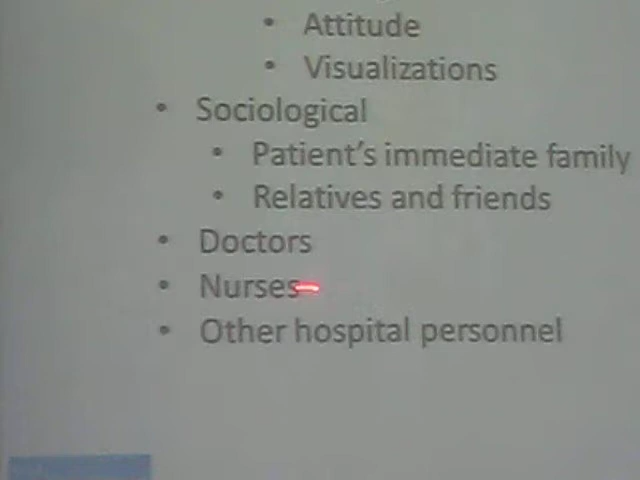 • Attitude
• Visualizations
• Sociological
• Patient's immediate family
• Relatives and friends
• Doctors
• Nurses
• Other hospital personnel